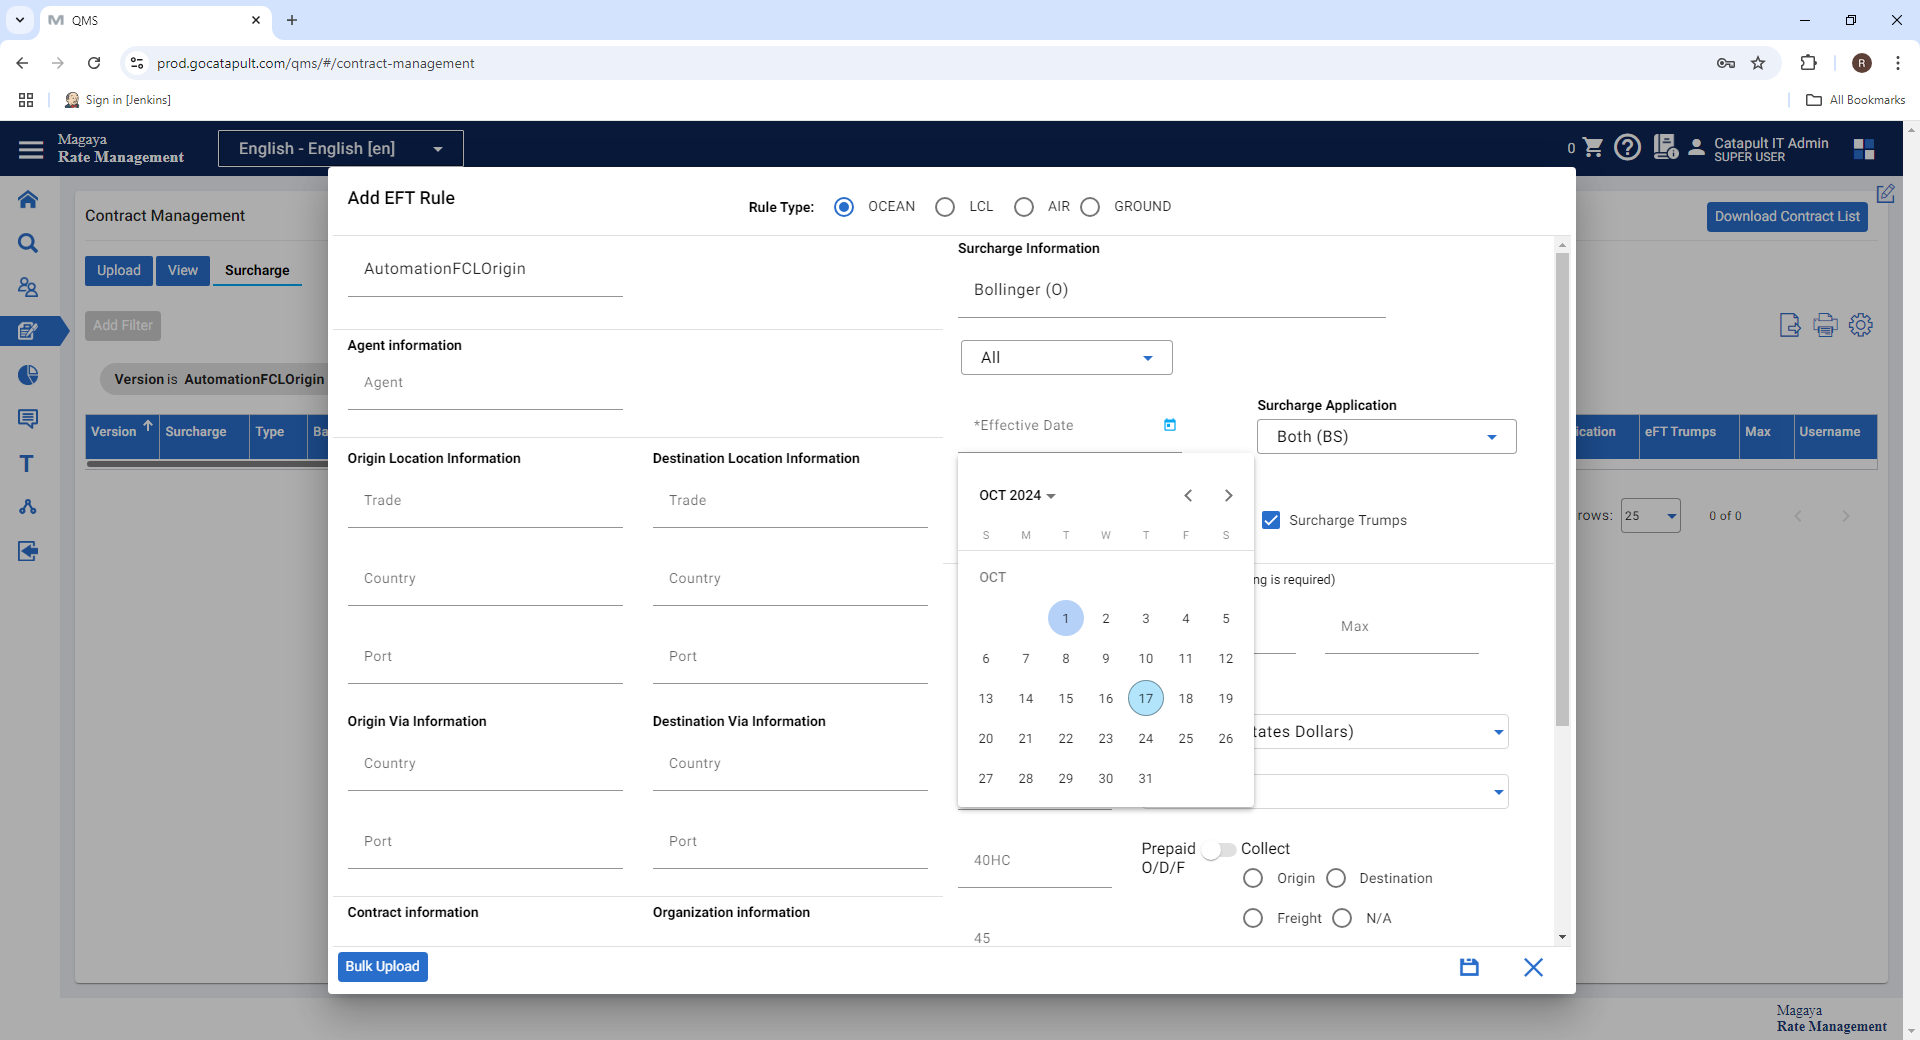 QMS
prod.gocatapult.com/qms/#/contract-management
R
Sign in [Jenkins]
All Bookmarks
Magaya
Rate Management
English - English [en]
0
Catapult IT Admin
SUPER USER
Contract Management
Download Contract List
Upload
View
Surcharge
Add Filter
Version is AutomationFCLOrigin
Version
Surcharge
Type
Ba
ication
eFT Trumps
Max
Username
rows:
25
0 of 0
T
Add EFT Rule
Rule Type:
OCEAN
LCL
AIR
GROUND
AutomationFCLOrigin
Agent information
Agent
Origin Location Information
Destination Location Information
Trade
Trade
Country
Country
Port
Port
Origin Via Information
Destination Via Information
Country
Country
Port
Port
Contract information
Organization information
Surcharge Information
Bollinger (O)
All
*Effective Date
Surcharge Application
Both (BS)
Surcharge Trumps
OCT 2024
S M T W T F S
OCT
1 2 3 4 5
6 7 8 9 10 11 12
13 14 15 16 17 18 19
20 21 22 23 24 25 26
27 28 29 30 31
ng is required)
Max
tates Dollars)
40HC
Prepaid
Collect
O/D/F
Origin
Destination
Freight
N/A
45
Bulk Upload
Magaya
Rate Management